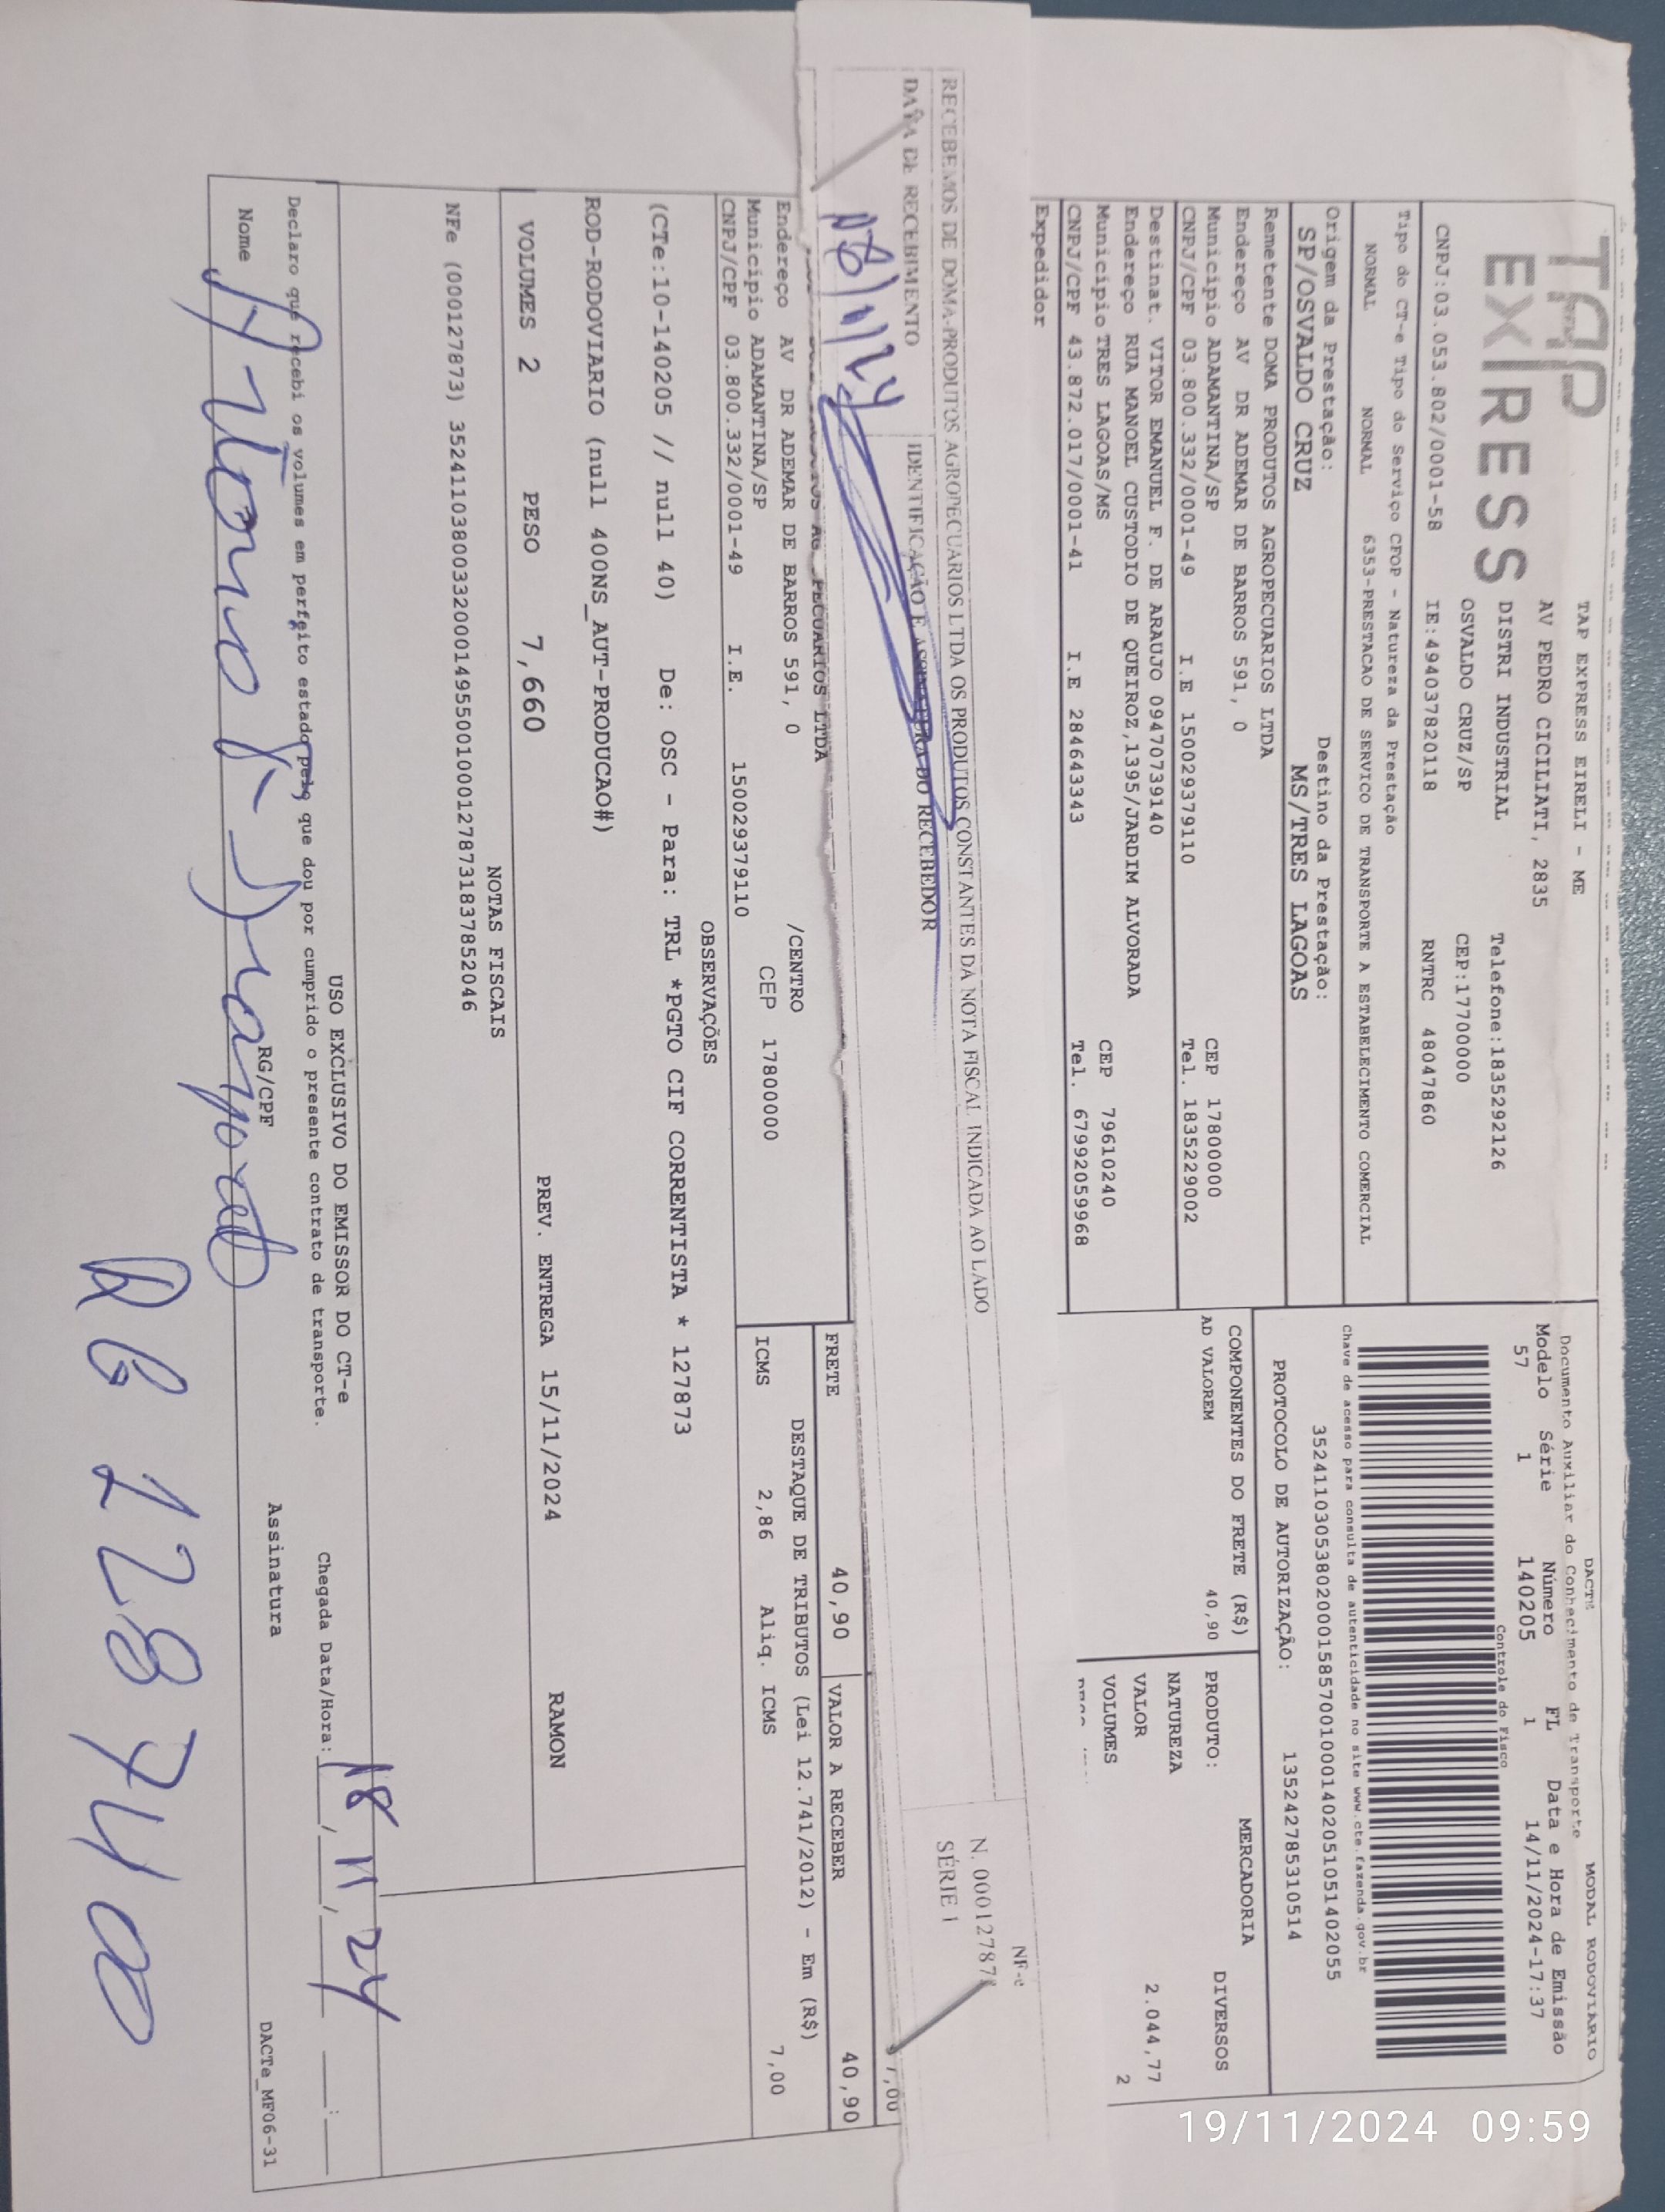 TAP
EX|RESS
TAP EXPRESS EIRELI - ME
AV PEDRO CICILIATI, 2835
DISTRI INDUSTRIAL Telefone:1835292126
OSVALDO CRUZ/SP CEP:17700000
CNPJ:03.053.802/0001-58 IE:494037820118 RNTRC 48047860
Tipo do CT-e Tipo do Serviço CFOP - Natureza da Prestação
NORMAL NORMAL 6353-PRESTACAO DE SERVICO DE TRANSPORTE A ESTABELECIMENTO COMERCIAL
Origem da Prestação: Destino da Prestação:
SP/OSVALDO CRUZ MS/TRES LAGOAS
Remetente DOMA PRODUTOS AGROPECUARIOS LTDA
Endereço AV DR ADEMAR DE BARROS 591, 0
Municipio ADAMANTINA/SP CEP 17800000
CNPJ/CPF 03.800.332/0001-49 I.E 150029379110 Tel. 1835229002
Destinat. VITOR EMANUEL F. DE ARAUJO 09470739140
Endereço RUA MANOEL CUSTODIO DE QUEIROZ,1395/JARDIM ALVORADA
Municipio TRES LAGOAS/MS CEP 79610240
CNPJ/CPF 43.872.017/0001-41 I.E 284643343 Tel. 67992059968
Expedidor
DACTE MODAL RODOVIARIO
Documento Auxiliar do Conhecimento de Transporte
Modelo Série Número FL Data e Hora de Emissão
57 1 140205 1 14/11/2024-17:37
Controle do Fisco
Chave de acesso para consulta de autenticidade no site www.cte.fazenda.gov.br
35241103053802000158570010001402051051402055
PROTOCOLO DE AUTORIZAÇÃO: 135242785310514
COMPONENTES DO FRETE (R$) MERCADORIA
AD VALOREM 40,90
PRODUTO: DIVERSOS
NATUREZA
VALOR 2.044,77
VOLUMES 2
RECEBEMOS DE DOMA-PRODUTOS AGROPECUARIOS LTDA OS PRODUTOS CONSTANTES DA NOTA FISCAL INDICADA AO LADO
DATA DE RECEBIMENTO IDENTIFICAÇÃO E ASSINATURA DO RECEBEDOR
NF-e
N. 00012787
SÉRIE 1
18/11/24
7,00
LTDA
Endereço AV DR ADEMAR DE BARROS 591, 0 /CENTRO
Municipio ADAMANTINA/SP CEP 17800000
CNPJ/CPF 03.800.332/0001-49 I.E. 150029379110
FRETE 40,90 VALOR A RECEBER 40,90
DESTAQUE DE TRIBUTOS (Lei 12.741/2012) - Em (R$)
ICMS 2,86 Aliq. ICMS 7,00
OBSERVAÇÕES
(CTe:10-140205 // null 40) De: OSC - Para: TRL *PGTO CIF CORRENTISTA * 127873
ROD-RODOVIARIO (null 400NS_AUT-PRODUCAO#)
VOLUMES 2 PESO 7,660 PREV. ENTREGA 15/11/2024 RAMON
NOTAS FISCAIS
NFe (000127873) 35241103800332000149550010001278731837852046
USO EXCLUSIVO DO EMISSOR DO CT-e
Declaro que recebi os volumes em perfeito estado pelo que dou por cumprido o presente contrato de transporte.
Chegada Data/Hora: 18/11/24
Nome RG/CPF Assinatura
DACTe_MF06-31
19/11/2024 09:59